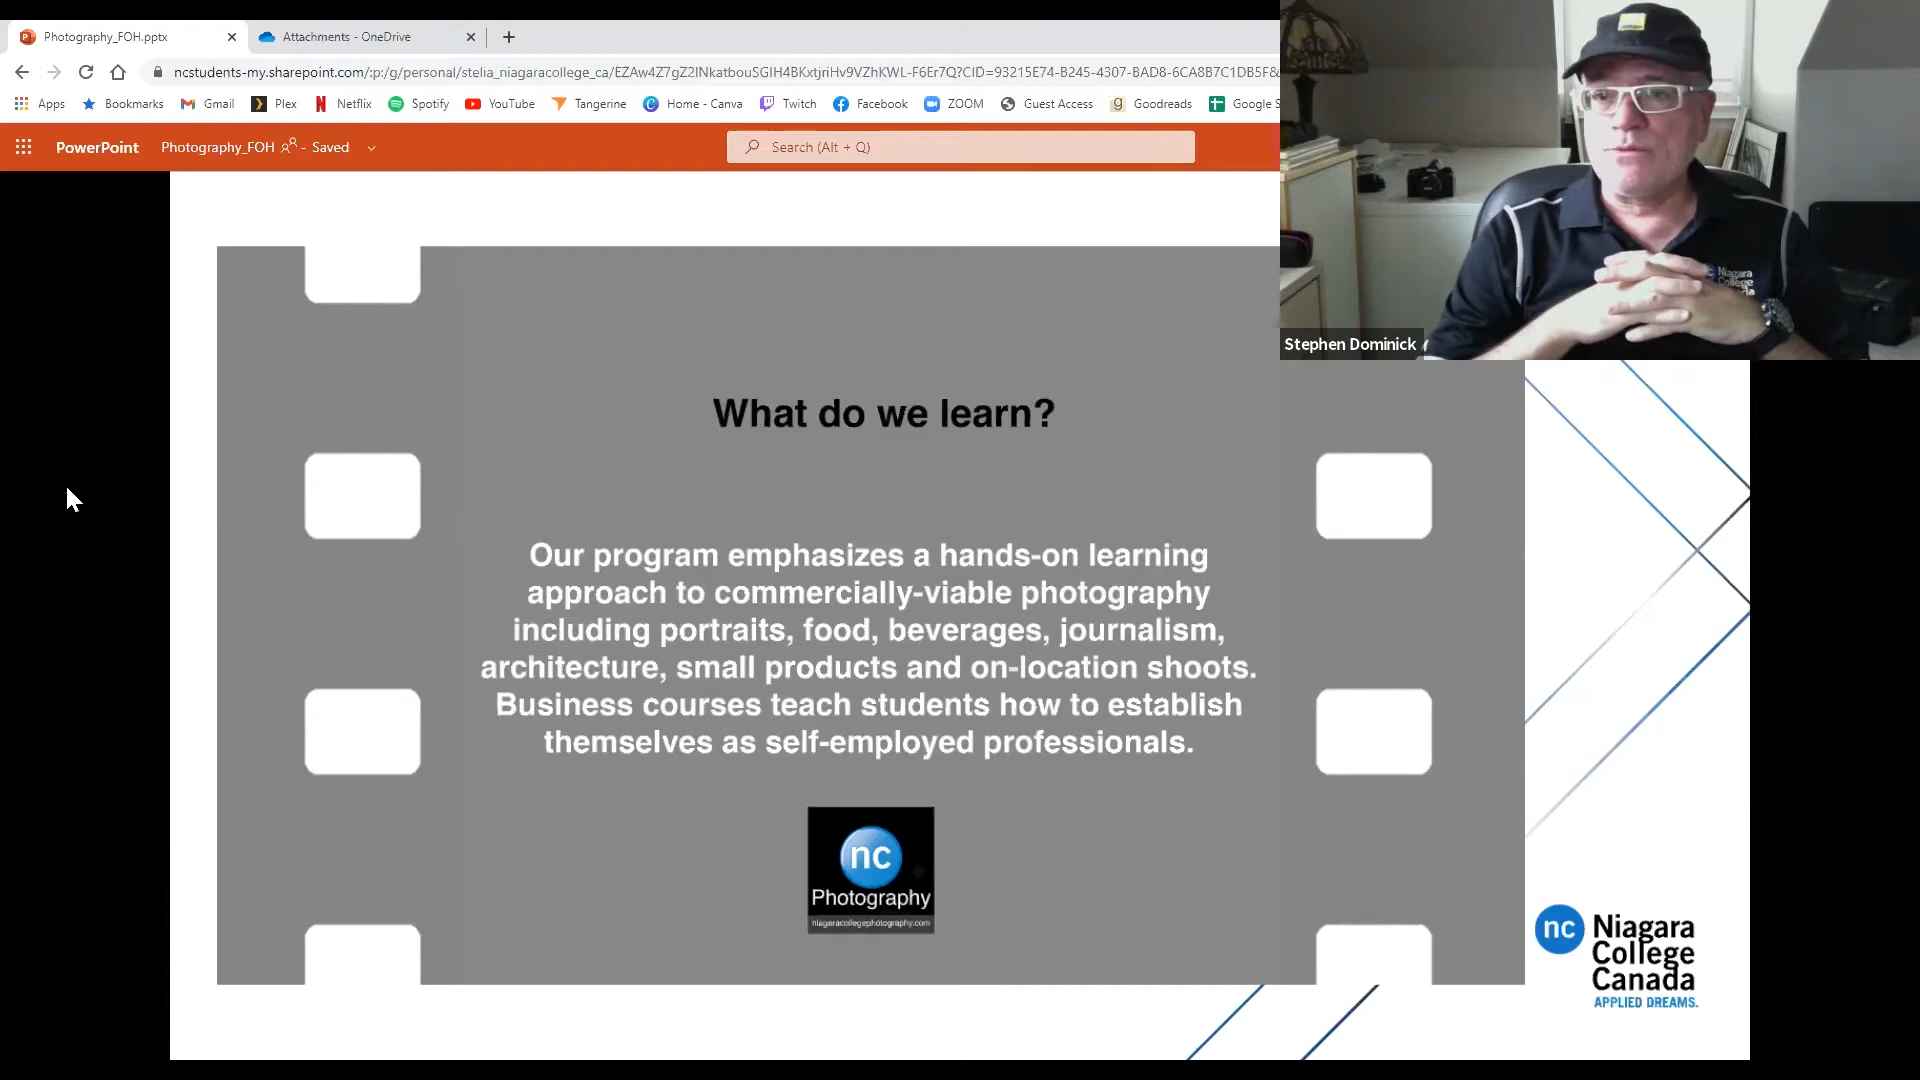 Photography_FOH.pptx
Attachments - OneDrive
ncstudents-my.sharepoint.com/:p:/g/personal/stelia_niagaracollege_ca/EZAw4Z7gZ2lNkatbouSGIH4BKxtjriHv9VZhKWL-F6Er7Q?CID=93215E74-B245-4307-BAD8-6CA8B7C1DB5F&
Apps Bookmarks Gmail Plex Netflix Spotify YouTube Tangerine Home - Canva Twitch Facebook ZOOM Guest Access Goodreads Google S
PowerPoint Photography_FOH - Saved
Search (Alt + Q)
Niagara
College
Canada
Stephen Dominick
What do we learn?
Our program emphasizes a hands-on learning
approach to commercially-viable photography
including portraits, food, beverages, journalism,
architecture, small products and on-location shoots.
Business courses teach students how to establish
themselves as self-employed professionals.
nc
Photography
niagaracollegephotography.com
nc Niagara
College
Canada
APPLIED DREAMS.